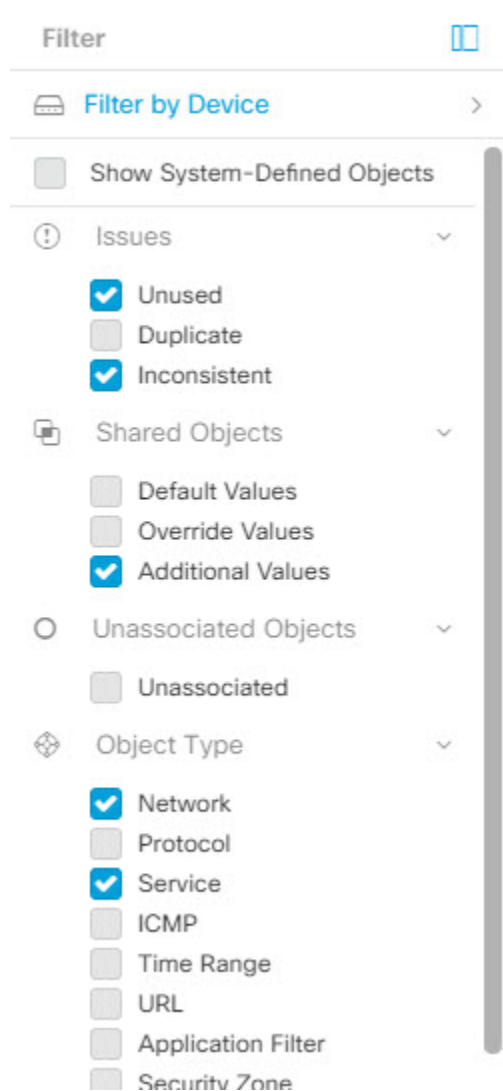 Filter
Filter by Device
Show System-Defined Objects
Issues
Unused
Duplicate
Inconsistent
Shared Objects
Default Values
Override Values
Additional Values
Unassociated Objects
Unassociated
Object Type
Network
Protocol
Service
ICMP
Time Range
URL
Application Filter
Security Zone